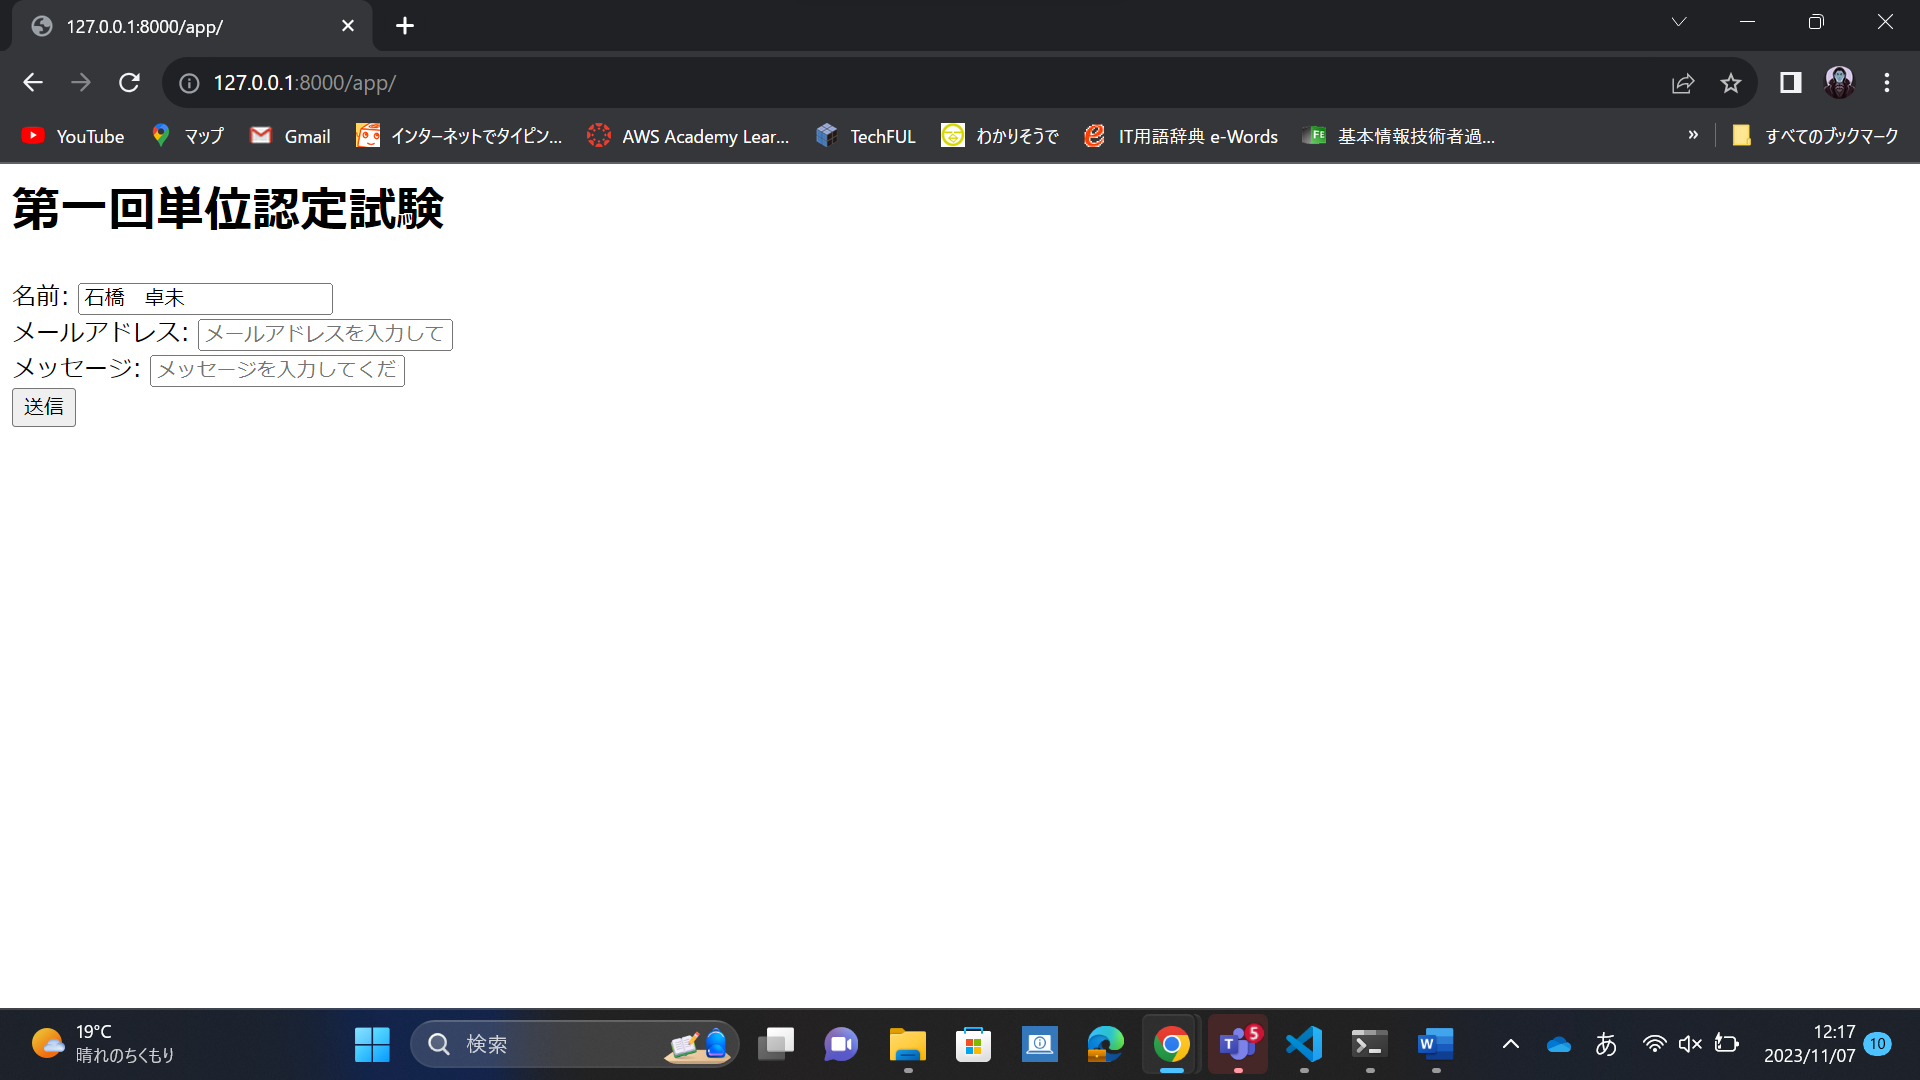 127.0.0.1:8000/app/
127.0.0.1:8000/app/
YouTube マップ Gmail インターネットでタイピン... AWS Academy Lear... TechFUL わかりそうで IT用語辞典 e-Words 基本情報技術者過... » すべてのブックマーク
第一回単位認定試験
名前: 石橋　卓未
メールアドレス: メールアドレスを入力して
メッセージ: メッセージを入力してくだ
送信
19°C
晴れのちくもり
検索
5
あ
12:17
2023/11/07
10